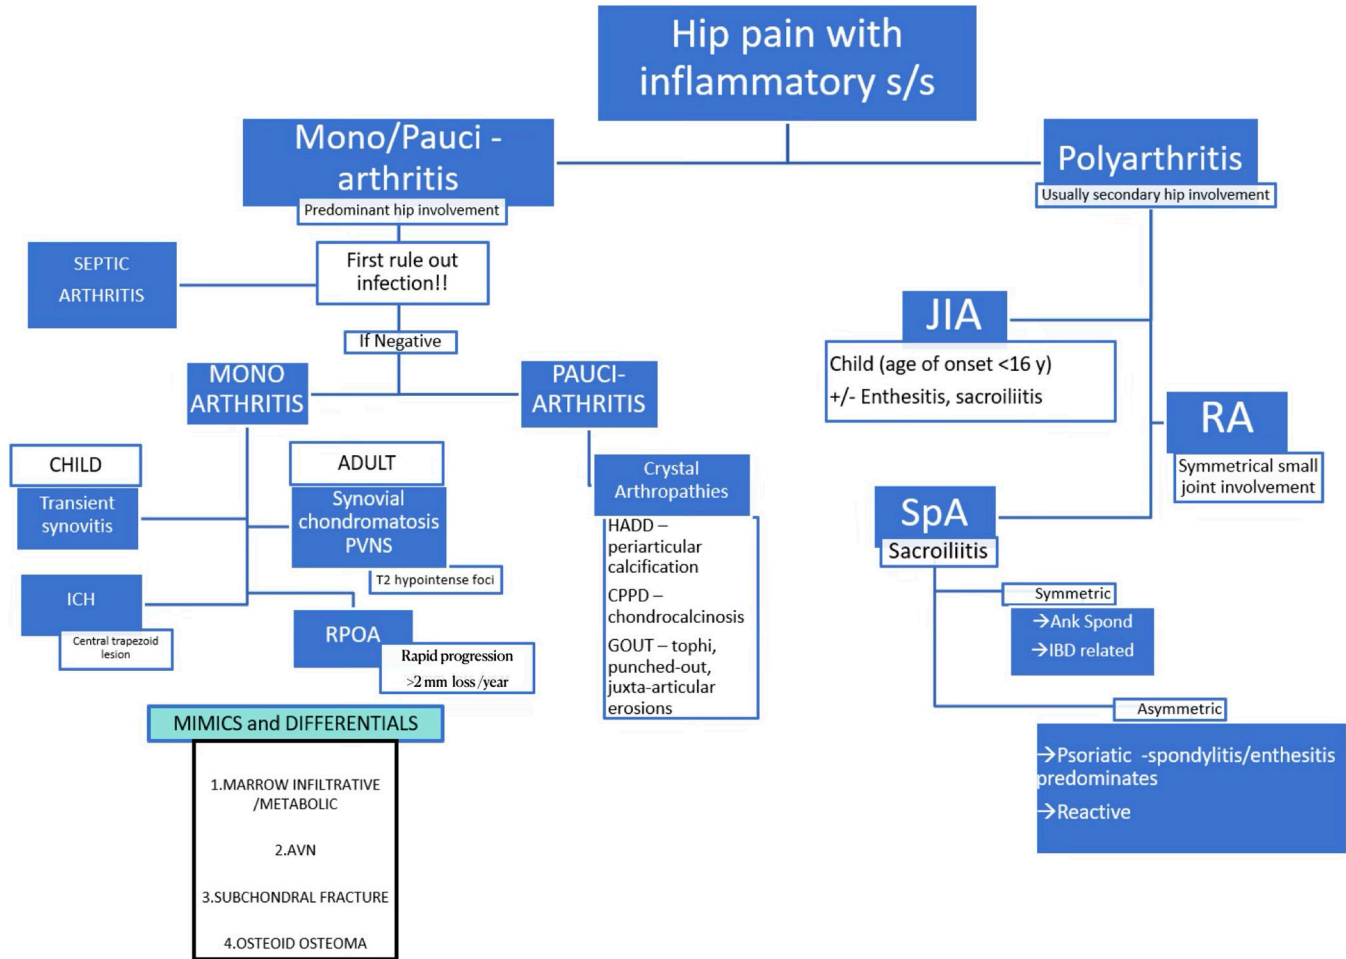 Hip pain with
inflammatory s/s
Mono/Pauci -
arthritis
Predominant hip involvement
Polyarthritis
Usually secondary hip involvement
First rule out
infection!!
SEPTIC
ARTHRITIS
If Negative
MONO
ARTHRITIS
PAUCI-
ARTHRITIS
CHILD
Transient
synovitis
ICH
Central trapezoid
lesion
ADULT
Synovial
chondromatosis
PVNS
T2 hypointense foci
RPOA
Rapid progression
>2 mm loss/year
Crystal
Arthropathies
HADD –
periarticular
calcification
CPPD –
chondrocalcinosis
GOUT – tophi,
punched-out,
juxta-articular
erosions
JIA
Child (age of onset <16 y)
+/- Enthesitis, sacroiliitis
RA
Symmetrical small
joint involvement
SpA
Sacroiliitis
Symmetric
→Ank Spond
→IBD related
Asymmetric
→Psoriatic -spondylitis/enthesitis
predominates
→Reactive
MIMICS and DIFFERENTIALS
1.MARROW INFILTRATIVE
/METABOLIC
2.AVN
3.SUBCHONDRAL FRACTURE
4.OSTEOID OSTEOMA